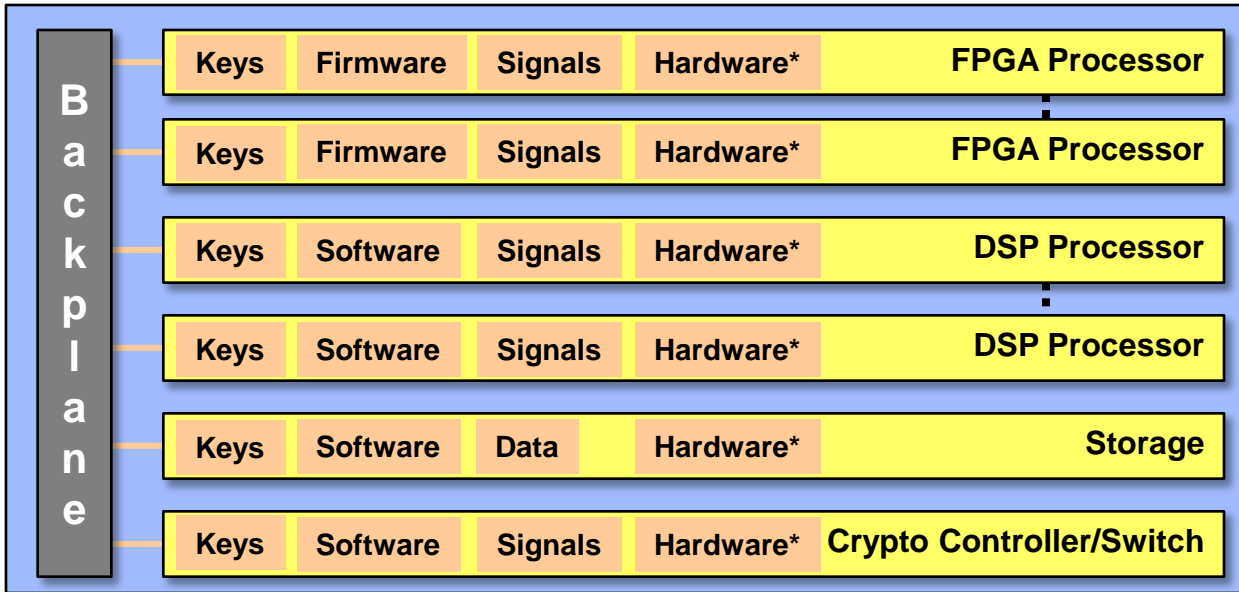 Backplane
Keys Firmware Signals Hardware* FPGA Processor
Keys Firmware Signals Hardware* FPGA Processor
Keys Software Signals Hardware* DSP Processor
Keys Software Signals Hardware* DSP Processor
Keys Software Data Hardware* Storage
Keys Software Signals Hardware* Crypto Controller/Switch